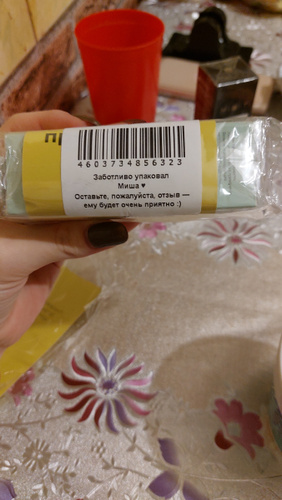 4603734856323
Заботливо упаковал
Миша ♥
Оставьте, пожалуйста, отзыв —
ему будет очень приятно :)